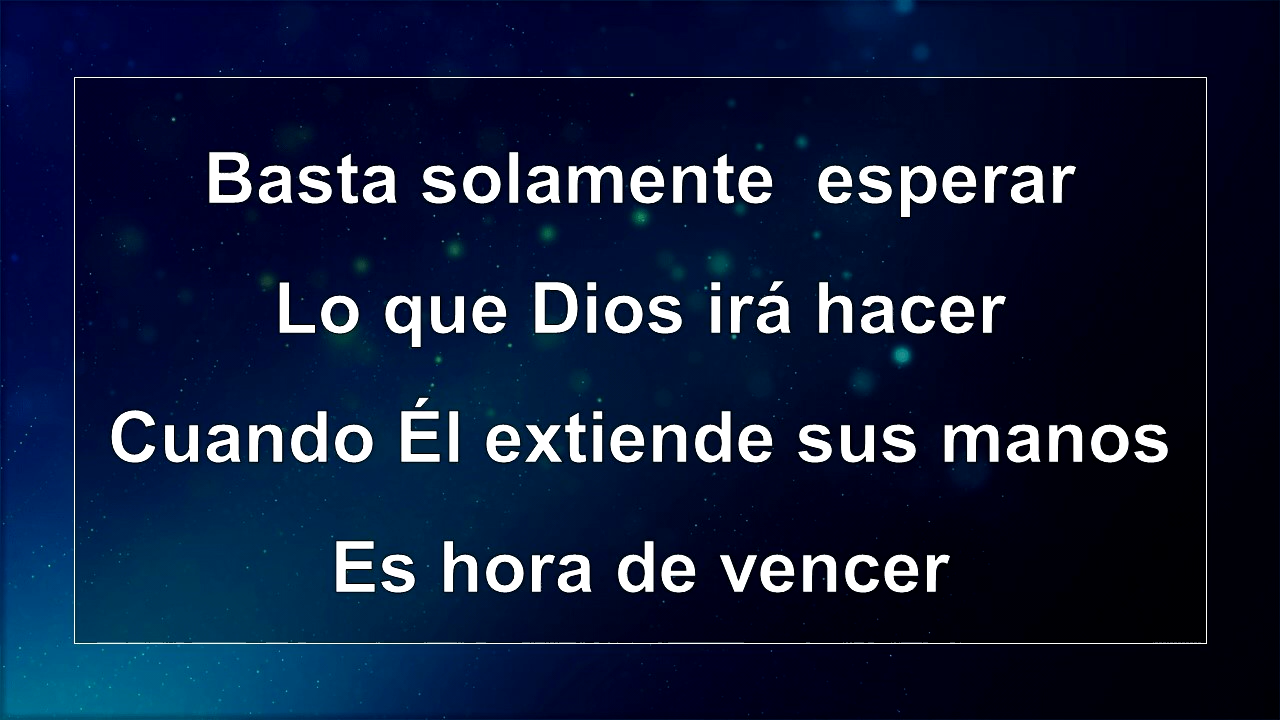 Basta solamente  esperar
Lo que Dios irá hacer
Cuando Él extiende sus manos
Es hora de vencer